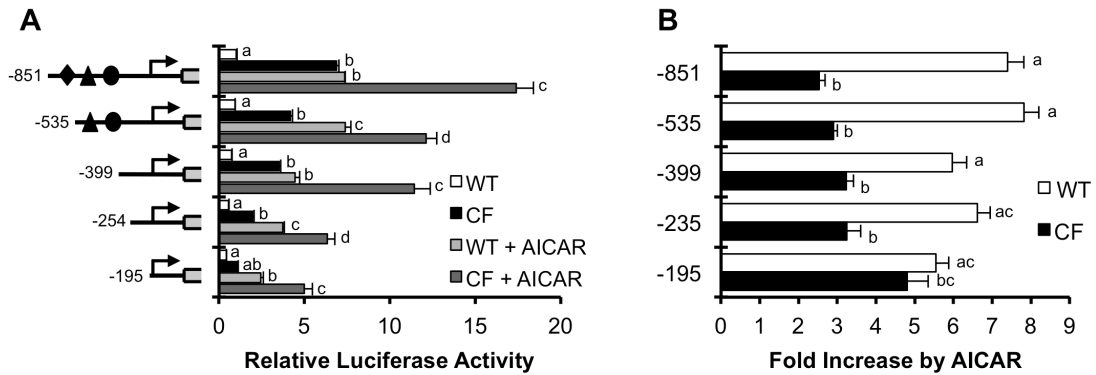 A
-851
a
b
b
c
-535
a
b
c
d
-399
a
b
b
c
-254
a
b
c
d
-195
a
ab
b
c
WT
CF
WT + AICAR
CF + AICAR
0 5 10 15 20
Relative Luciferase Activity
B
-851
a
b
-535
a
b
-399
a
b
-235
ac
b
-195
ac
bc
WT
CF
0 1 2 3 4 5 6 7 8 9
Fold Increase by AICAR